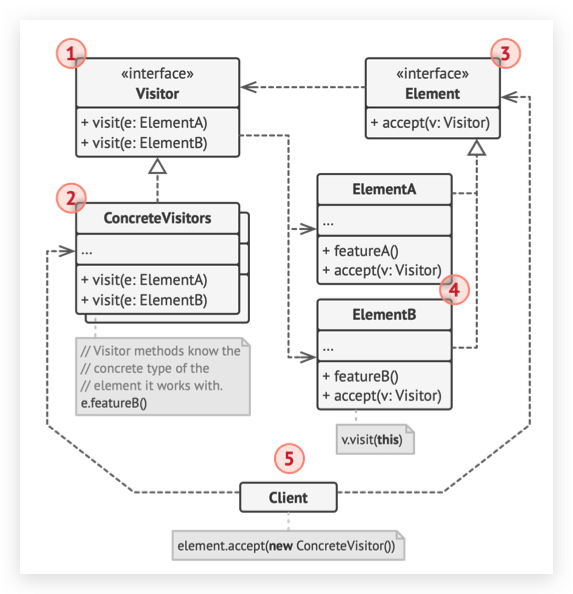 1
«interface»
Visitor
+ visit(e: ElementA)
+ visit(e: ElementB)
3
«interface»
Element
+ accept(v: Visitor)
2
ConcreteVisitors
...
+ visit(e: ElementA)
+ visit(e: ElementB)
// Visitor methods know the
// concrete type of the
// element it works with.
e.featureB()
ElementA
...
+ featureA()
+ accept(v: Visitor)
4
ElementB
...
+ featureB()
+ accept(v: Visitor)
v.visit(this)
5
Client
element.accept(new ConcreteVisitor())